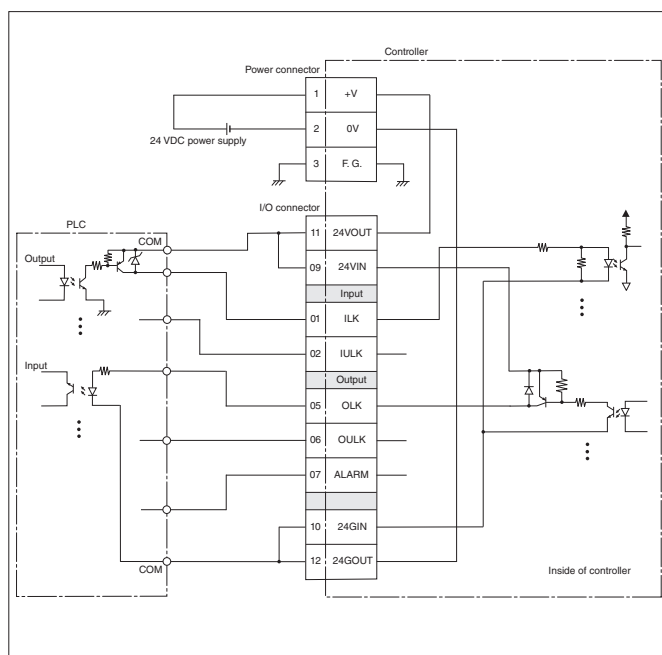 Controller
Power connector
1 +V
2 0V
24 VDC power supply
3 F. G.
I/O connector
PLC
COM
11 24VOUT
Output
09 24VIN
Input
01 ILK
02 IULK
Input
Output
05 OLK
06 OULK
07 ALARM
10 24GIN
12 24GOUT
COM
Inside of controller